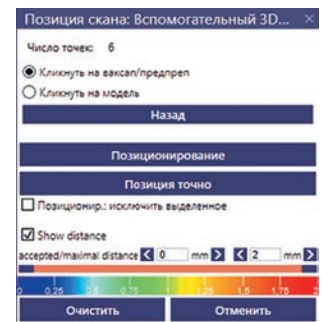 Позиция скана: Вспомогательный 3D...
Число точек: 6
Кликнуть на ваксап/предпреп
Кликнуть на модель
Назад
Позиционирование
Позиция точно
Позиционир.: исключить выделенное
Show distance
accepted/maximal distance 0 mm 2 mm
0 0,25 0,5 0,75 1,25 1,5 1,75 2
Очистить Отменить